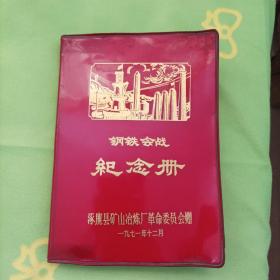 钢铁会战
纪念册
涿鹿县矿山冶炼厂革命委员会赠
一九七一年十二月